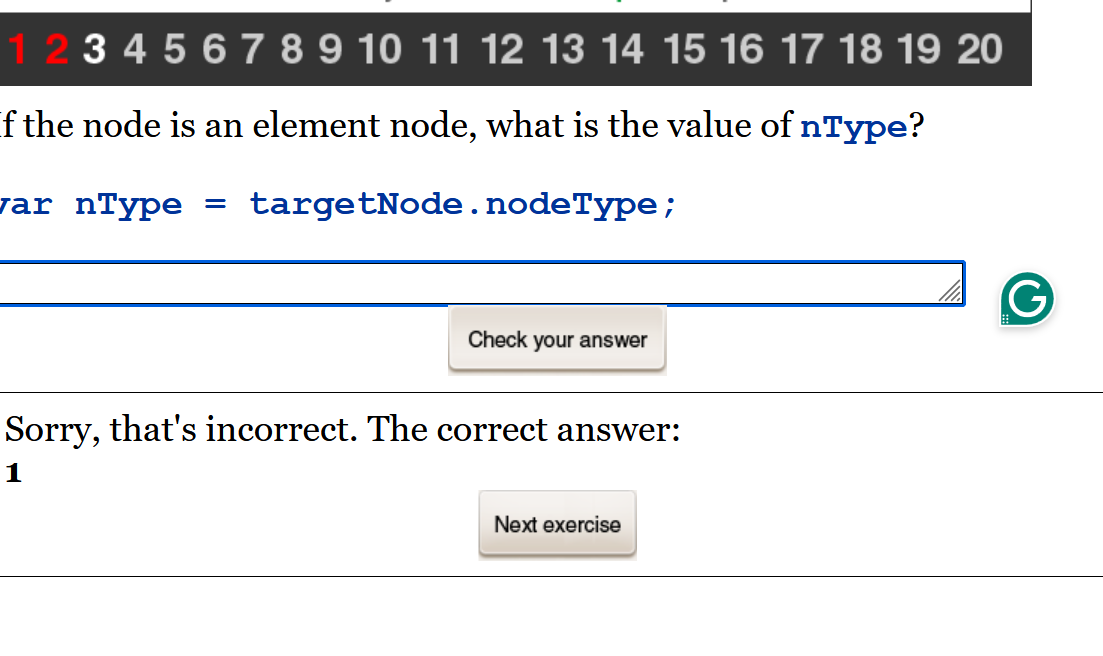 1 2 3 4 5 6 7 8 9 10 11 12 13 14 15 16 17 18 19 20
If the node is an element node, what is the value of nType?
var nType = targetNode.nodeType;
G
Check your answer
Sorry, that's incorrect. The correct answer:
1
Next exercise